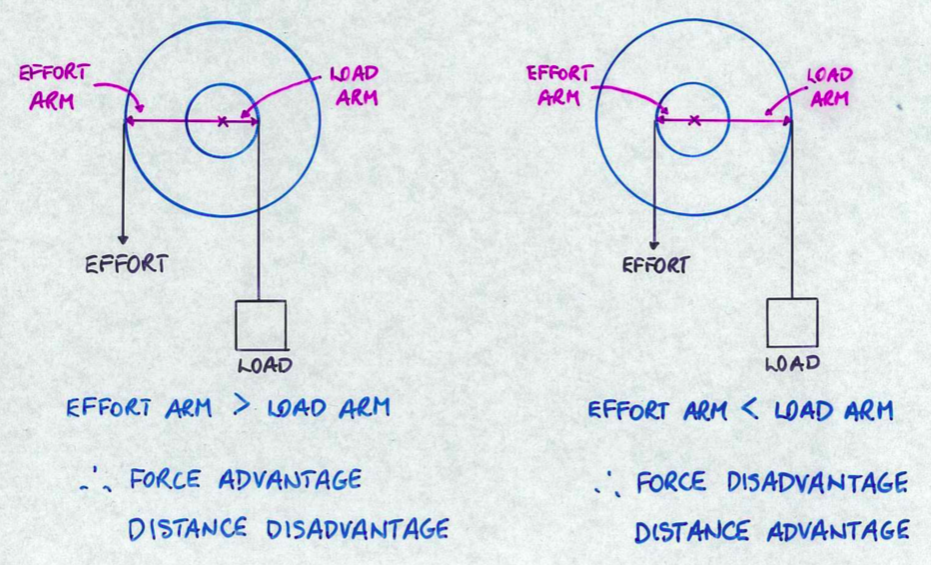 EFFORT
ARM
LOAD
ARM
EFFORT
LOAD
EFFORT ARM > LOAD ARM
∴ FORCE ADVANTAGE
DISTANCE DISADVANTAGE
EFFORT
ARM
LOAD
ARM
EFFORT
LOAD
EFFORT ARM < LOAD ARM
∴ FORCE DISADVANTAGE
DISTANCE ADVANTAGE